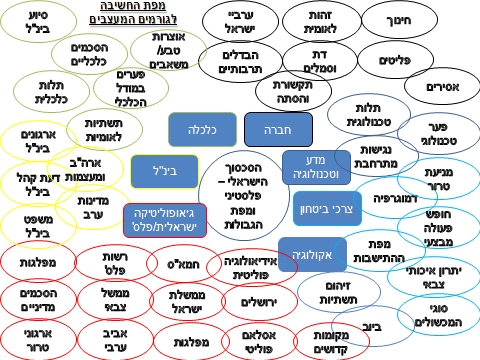 מפת החשיבה
לגורמים המעצבים
סיוע
בינ"ל
הסכמים
כלכליים
אוצרות
טבע/
משאבים
ערביי
ישראל
זהות
לאומית
חינוך
הבדלים
תרבותיים
דת
וסמלים
פליטים
תלות
כלכלית
פערים
במודל
הכלכלי
תקשורת
והסתה
אסירים
תשתיות
לאומיות
תלות
טכנולוגית
פער
טכנולוגי
ארגונים
בינ"ל
כלכלה
חברה
נגישות
מתרחבת
ארה"ב
ומעצמות
דעת קהל
בינ"ל
בינ"ל
הסכסוך
הישראלי –
פלסטיני
ומפת
הגבולות
מדע
וטכנולוגיה
מניעת
טרור
מדינות
ערב
דמוגרפיה
משפט
בינ"ל
גיאופוליטיקה
ישראלית/פלס'
צרכי ביטחון
חופש
פעולה
מבצעי
מפלגות
רשות
פלס'
חמא"ס
אידיאולוגיה
פוליטית
אקולוגיה
מפת
ההתיישבות
יתרון איכותי
צבאי
הסכמים
מדיניים
ממשל
צבאי
ממשלת
ישראל
ירושלים
זיהום
תשתיות
סוגי
המכשולים
ארגוני
טרור
אביב
ערבי
מפלגות
אסלאם
פוליטי
מקומות
קדושים
ביוב